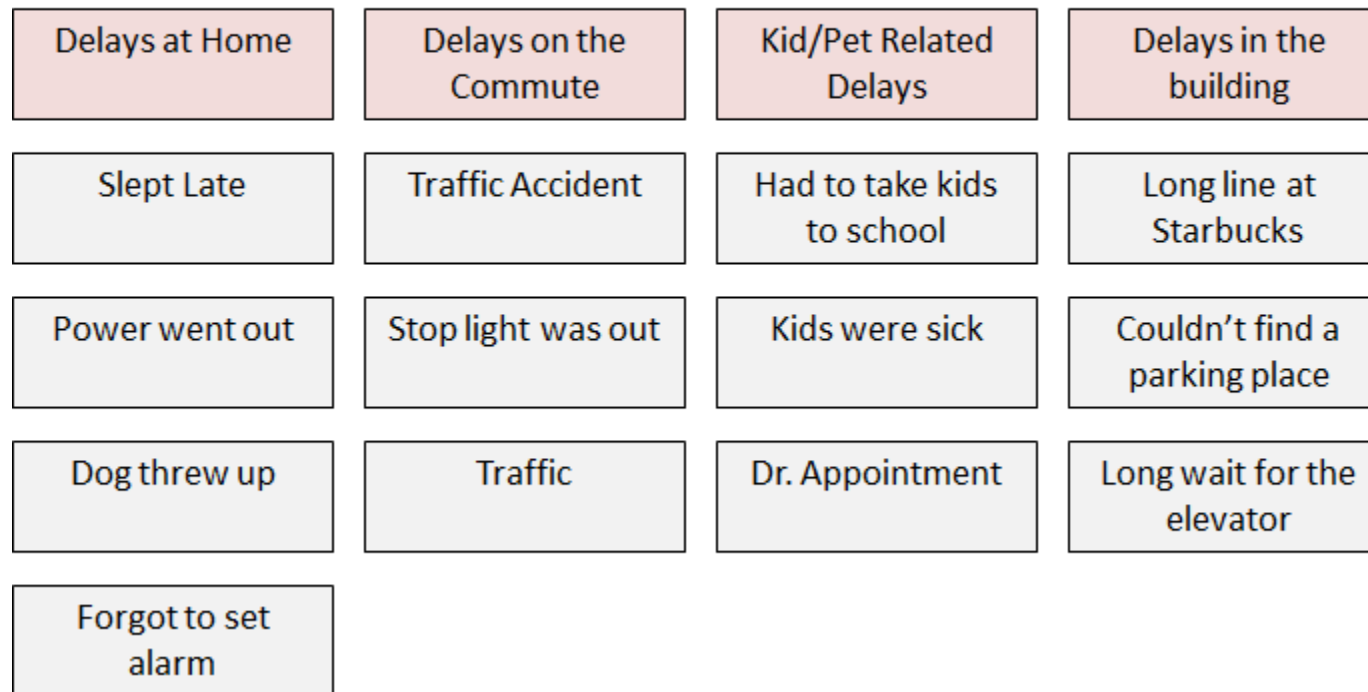 Delays at Home
Delays on the
Commute
Kid/Pet Related
Delays
Delays in the
building
Slept Late
Traffic Accident
Had to take kids
to school
Long line at
Starbucks
Power went out
Stop light was out
Kids were sick
Couldn’t find a
parking place
Dog threw up
Traffic
Dr. Appointment
Long wait for the
elevator
Forgot to set
alarm